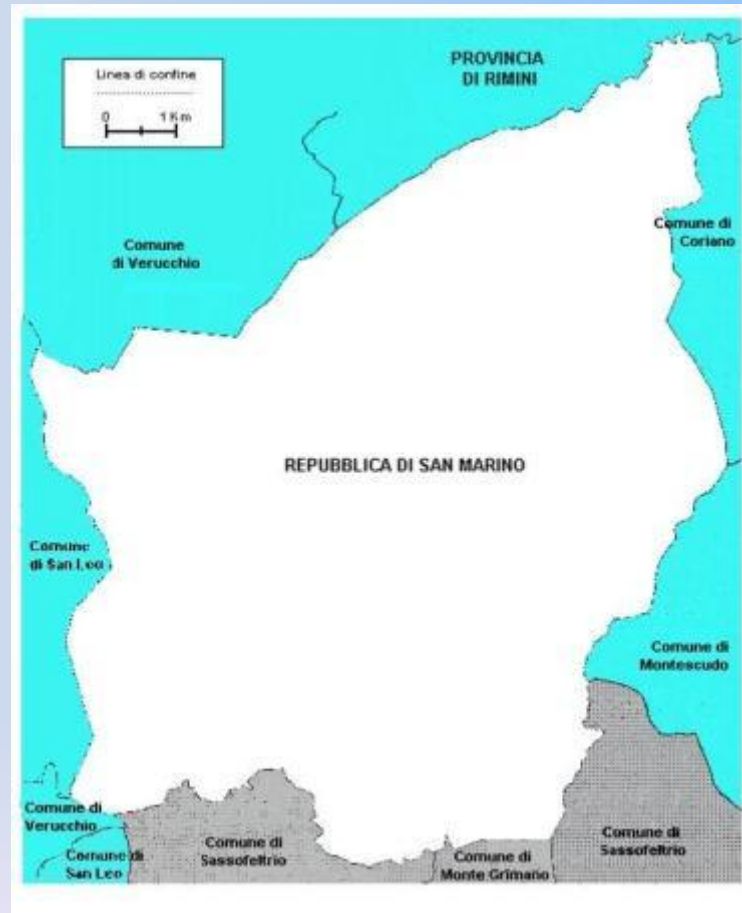 Linea di confine
0 1 Km
PROVINCIA
DI RIMINI
Comune
di Verucchio
Comune di
Coriano
REPUBBLICA DI SAN MARINO
Comune
di San Leo
Comune di
Montescudo
Comune di
Verucchio
Comune di
San Leo
Comune di
Sassofeltrio
Comune di
Monte Grimano
Comune di
Sassofeltrio